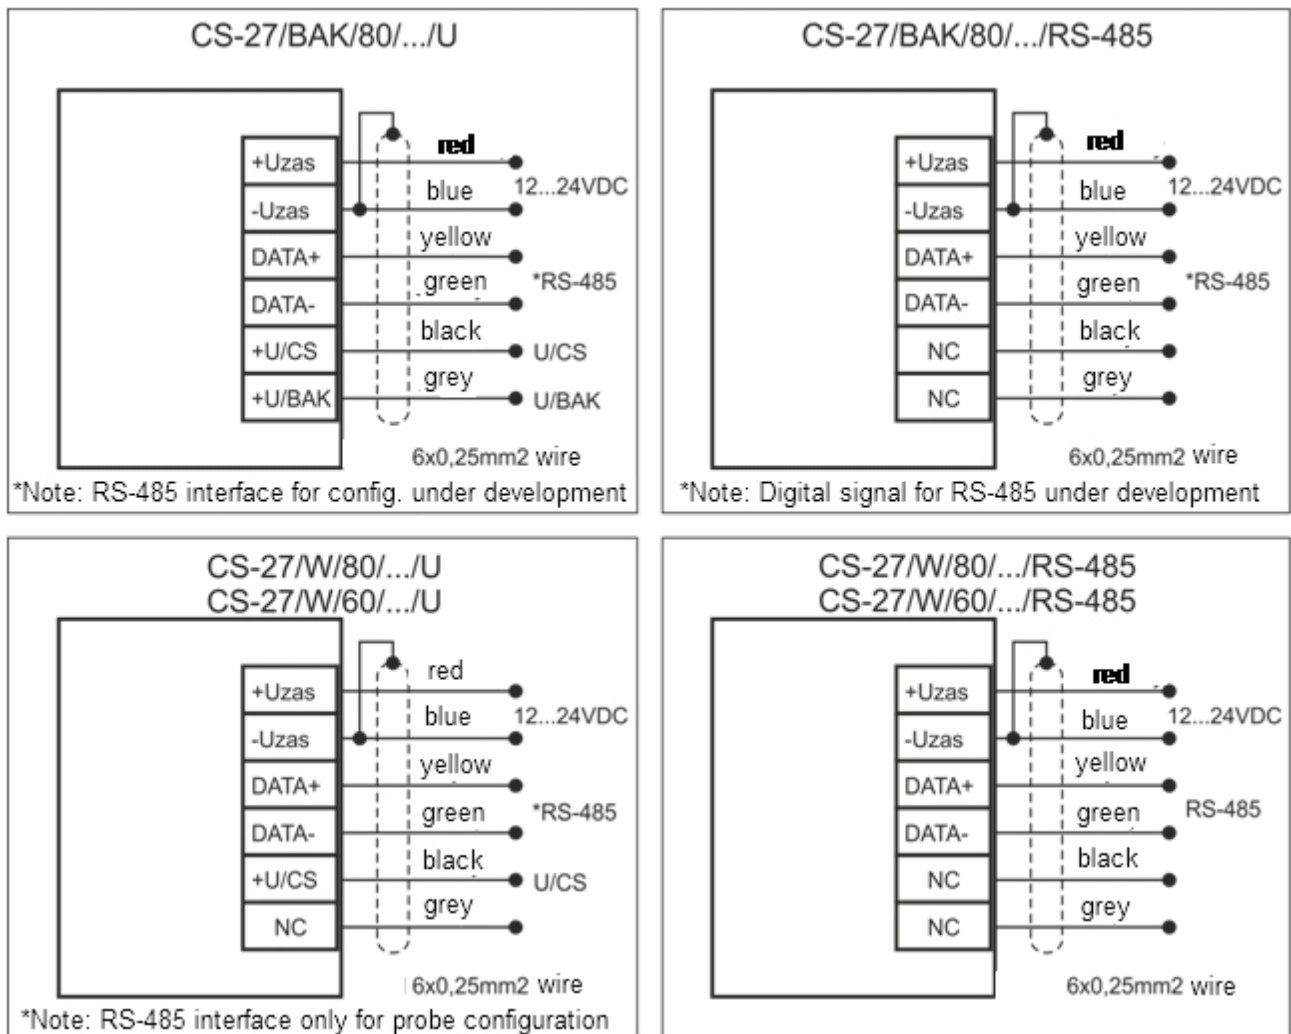 CS-27/BAK/80/.../U
+Uzas
red
12...24VDC
-Uzas
blue
DATA+
yellow
*RS-485
DATA-
green
+U/CS
black
U/CS
+U/BAK
grey
U/BAK
6x0,25mm2 wire
*Note: RS-485 interface for config. under development
CS-27/BAK/80/.../RS-485
+Uzas
red
12...24VDC
-Uzas
blue
DATA+
yellow
*RS-485
DATA-
green
NC
black
NC
grey
6x0,25mm2 wire
*Note: Digital signal for RS-485 under development
CS-27/W/80/.../U
CS-27/W/60/.../U
+Uzas
red
12...24VDC
-Uzas
blue
DATA+
yellow
*RS-485
DATA-
green
+U/CS
black
U/CS
NC
grey
6x0,25mm2 wire
*Note: RS-485 interface only for probe configuration
CS-27/W/80/.../RS-485
CS-27/W/60/.../RS-485
+Uzas
red
12...24VDC
-Uzas
blue
DATA+
yellow
RS-485
DATA-
green
NC
black
NC
grey
6x0,25mm2 wire